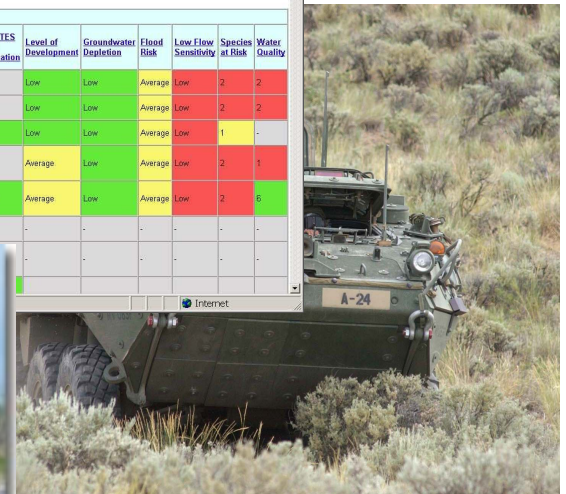 TES
ation
Level of Development
Groundwater Depletion
Flood Risk
Low Flow Sensitivity
Species at Risk
Water Quality
Low Low Average Low 2 2
Low Low Average Low 2 2
Low Low Average Low 1 -
Average Low Average Low 2 1
Average Low Average Low 2 6
- - - - - -
- - - - - -
Internet
A-24